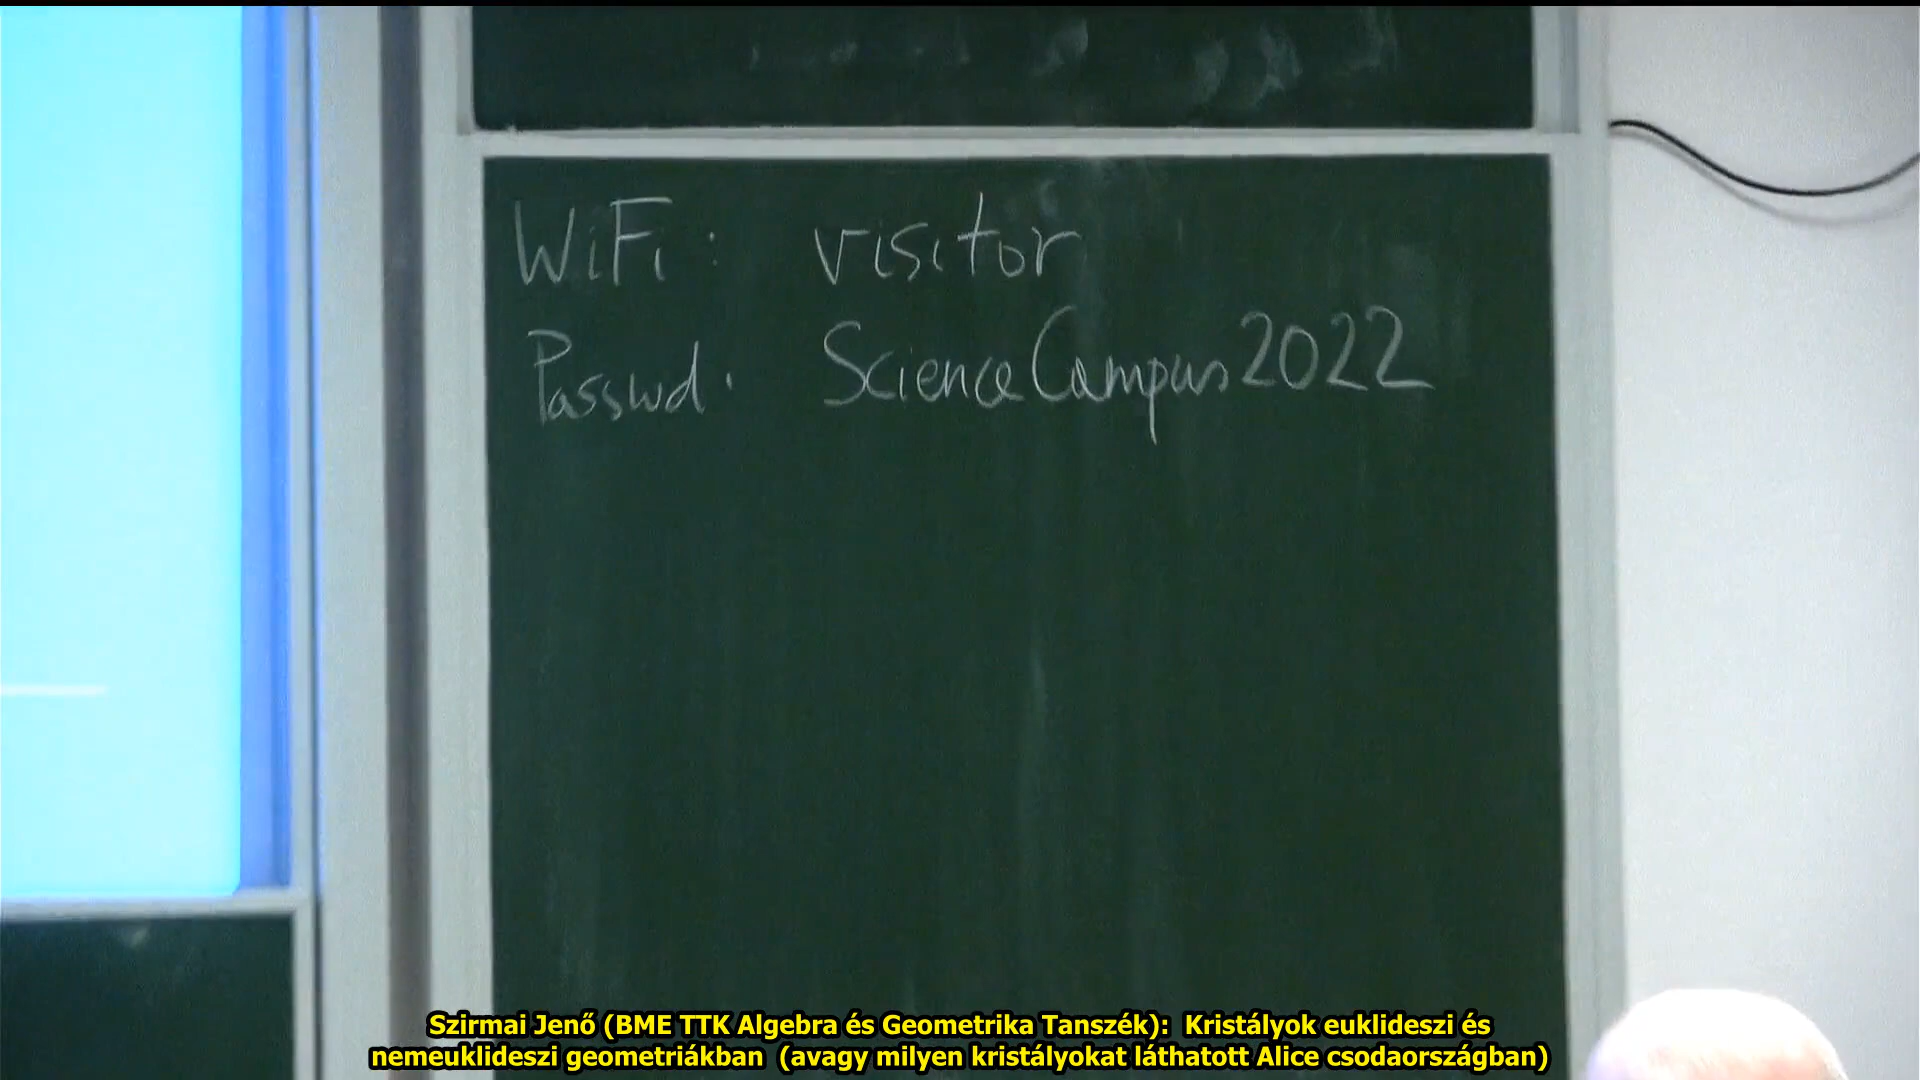 WiFi: visitor
Passwd: ScienceCampus2022
Szirmai Jenő (BME TTK Algebra és Geometrika Tanszék): Kristályok euklideszi és
nemeuklideszi geometriákban (avagy milyen kristályokat láthatott Alice csodaországban)